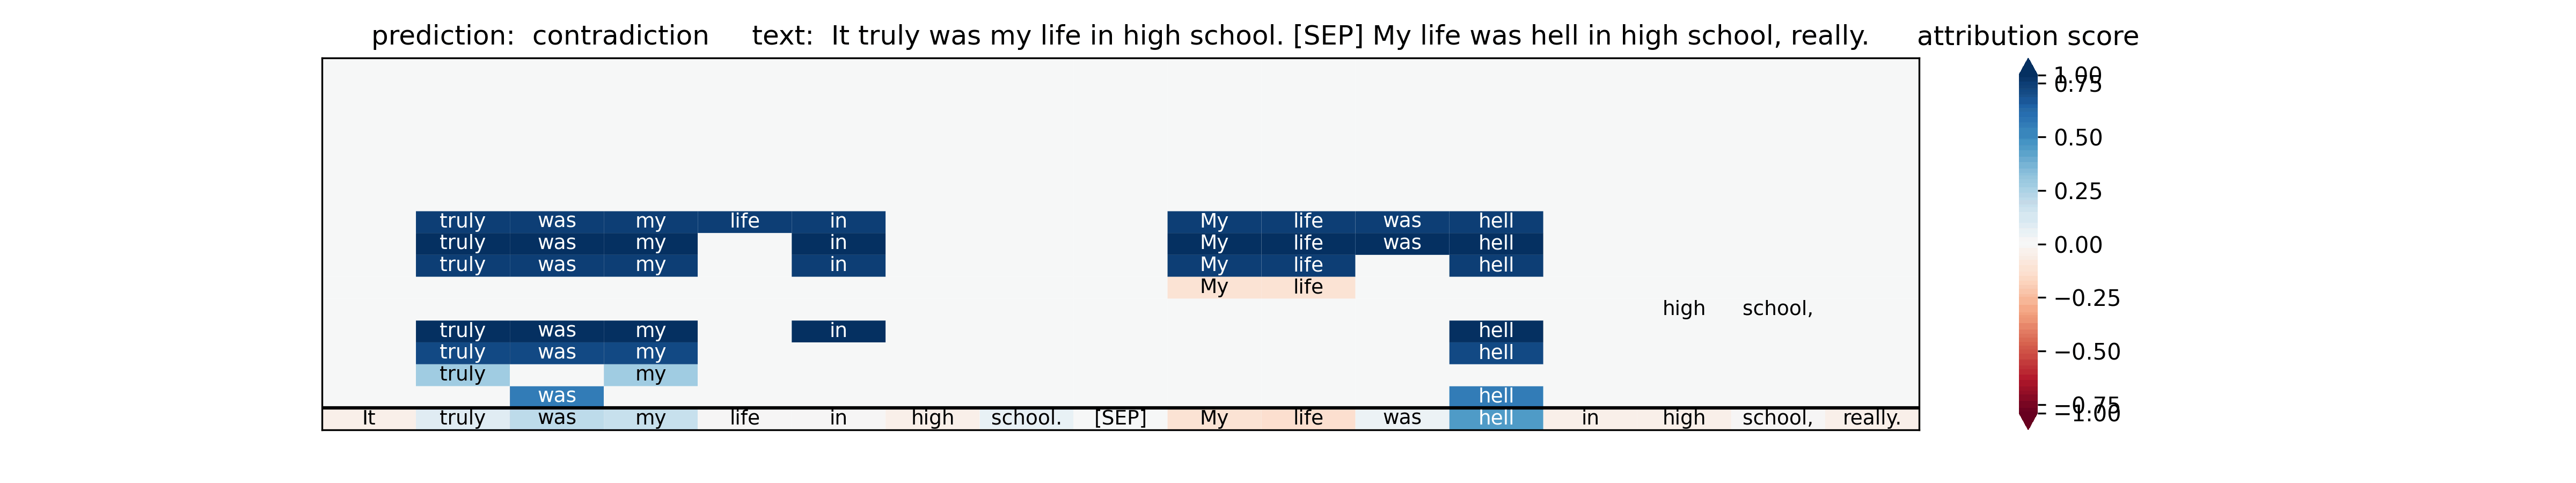 prediction: contradiction text: It truly was my life in high school. [SEP] My life was hell in high school, really. attribution score
1.00
0.75
0.50
0.25
0.00
−0.25
−0.50
−0.75
−1.00
truly was my life in My life was hell
truly was my in My life was hell
truly was my in My life hell
My life
high school,
truly was my in hell
truly was my hell
truly my
was hell
It truly was my life in high school. [SEP] My life was hell in high school, really.